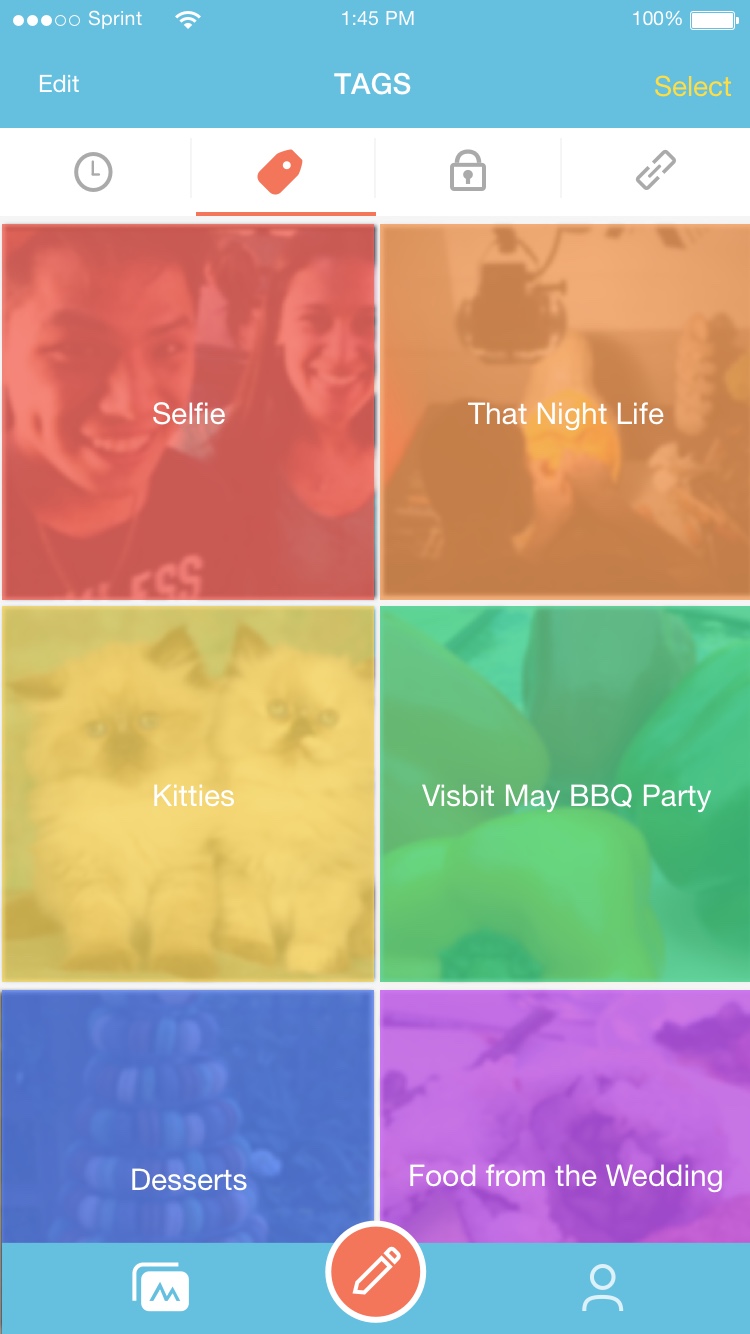 Sprint 1:45 PM 100%
Edit TAGS Select
Selfie
That Night Life
Kitties
Visbit May BBQ Party
Desserts
Food from the Wedding